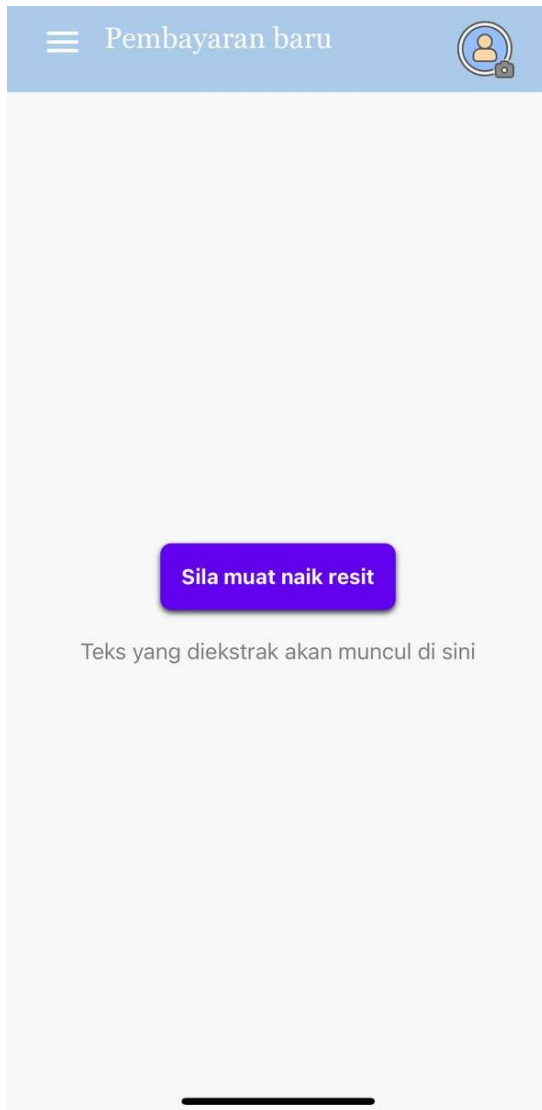 Pembayaran baru
Sila muat naik resit
Teks yang diekstrak akan muncul di sini